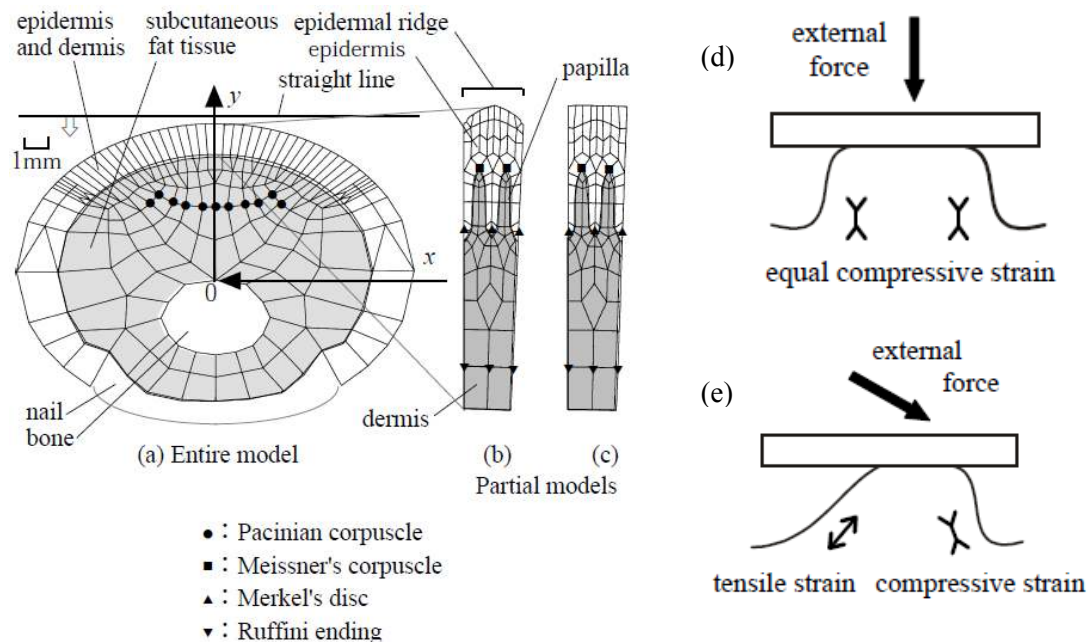 epidermis
and dermis
subcutaneous
fat tissue
epidermal ridge
epidermis
straight line
papilla
y
1mm
x
0
nail
bone
dermis
(a) Entire model
(b)
(c)
Partial models
●: Pacinian corpuscle
■: Meissner's corpuscle
▲: Merkel's disc
▼: Ruffini ending
(d)
external
force
equal compressive strain
(e)
external
force
tensile strain
compressive strain